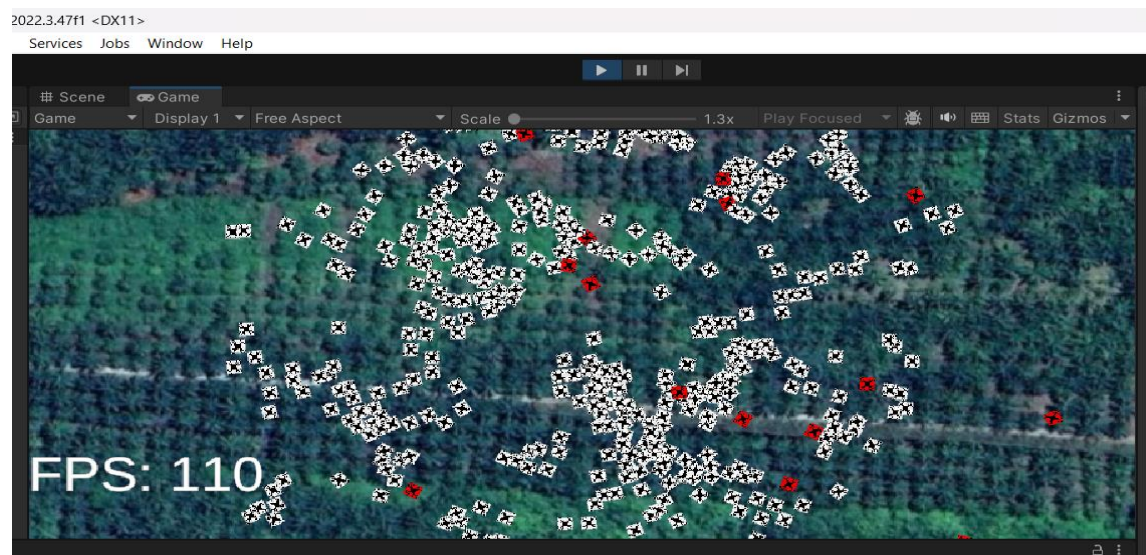 2022.3.47f1 <DX11>
Services Jobs Window Help
Scene Game
Game Display 1 Free Aspect Scale 1.3x Play Focused Stats Gizmos
FPS: 110